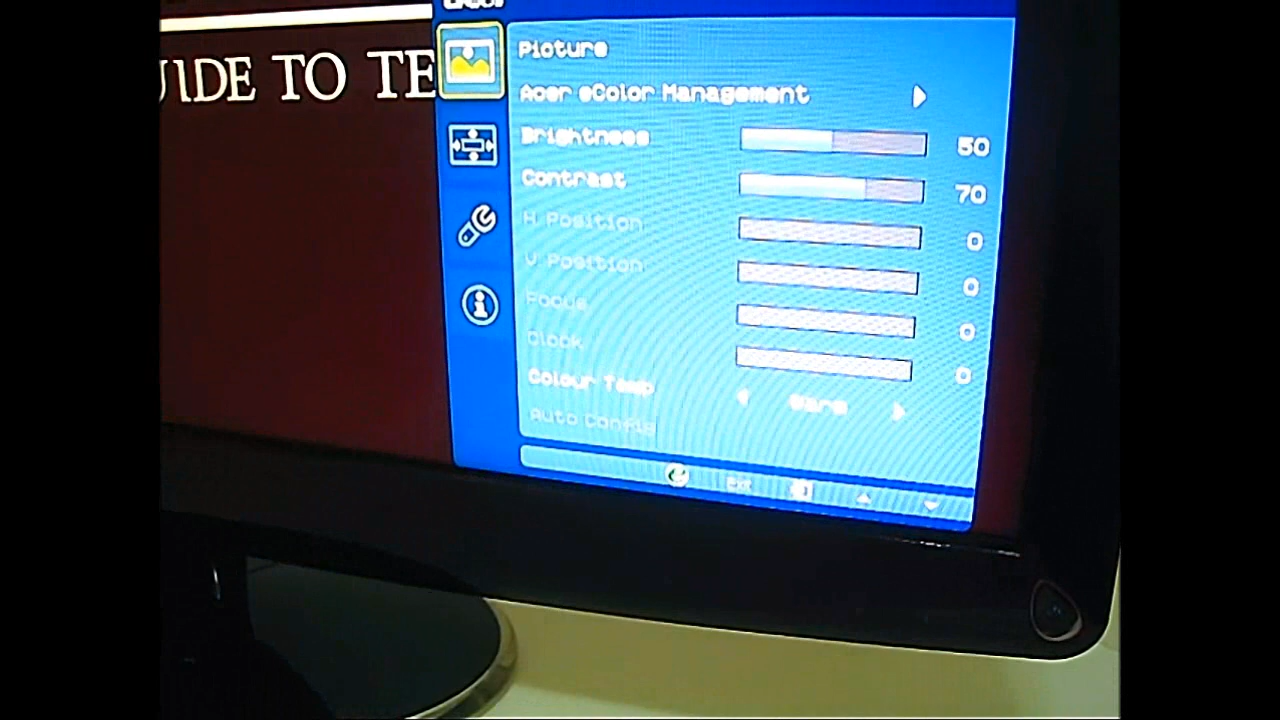 UIDE TO TE
Picture
Acer eColor Management
Brightness 50
Contrast 70
H. Position 0
V. Position 0
Focus 0
Clock 0
Colour Temp Warm
Auto Config